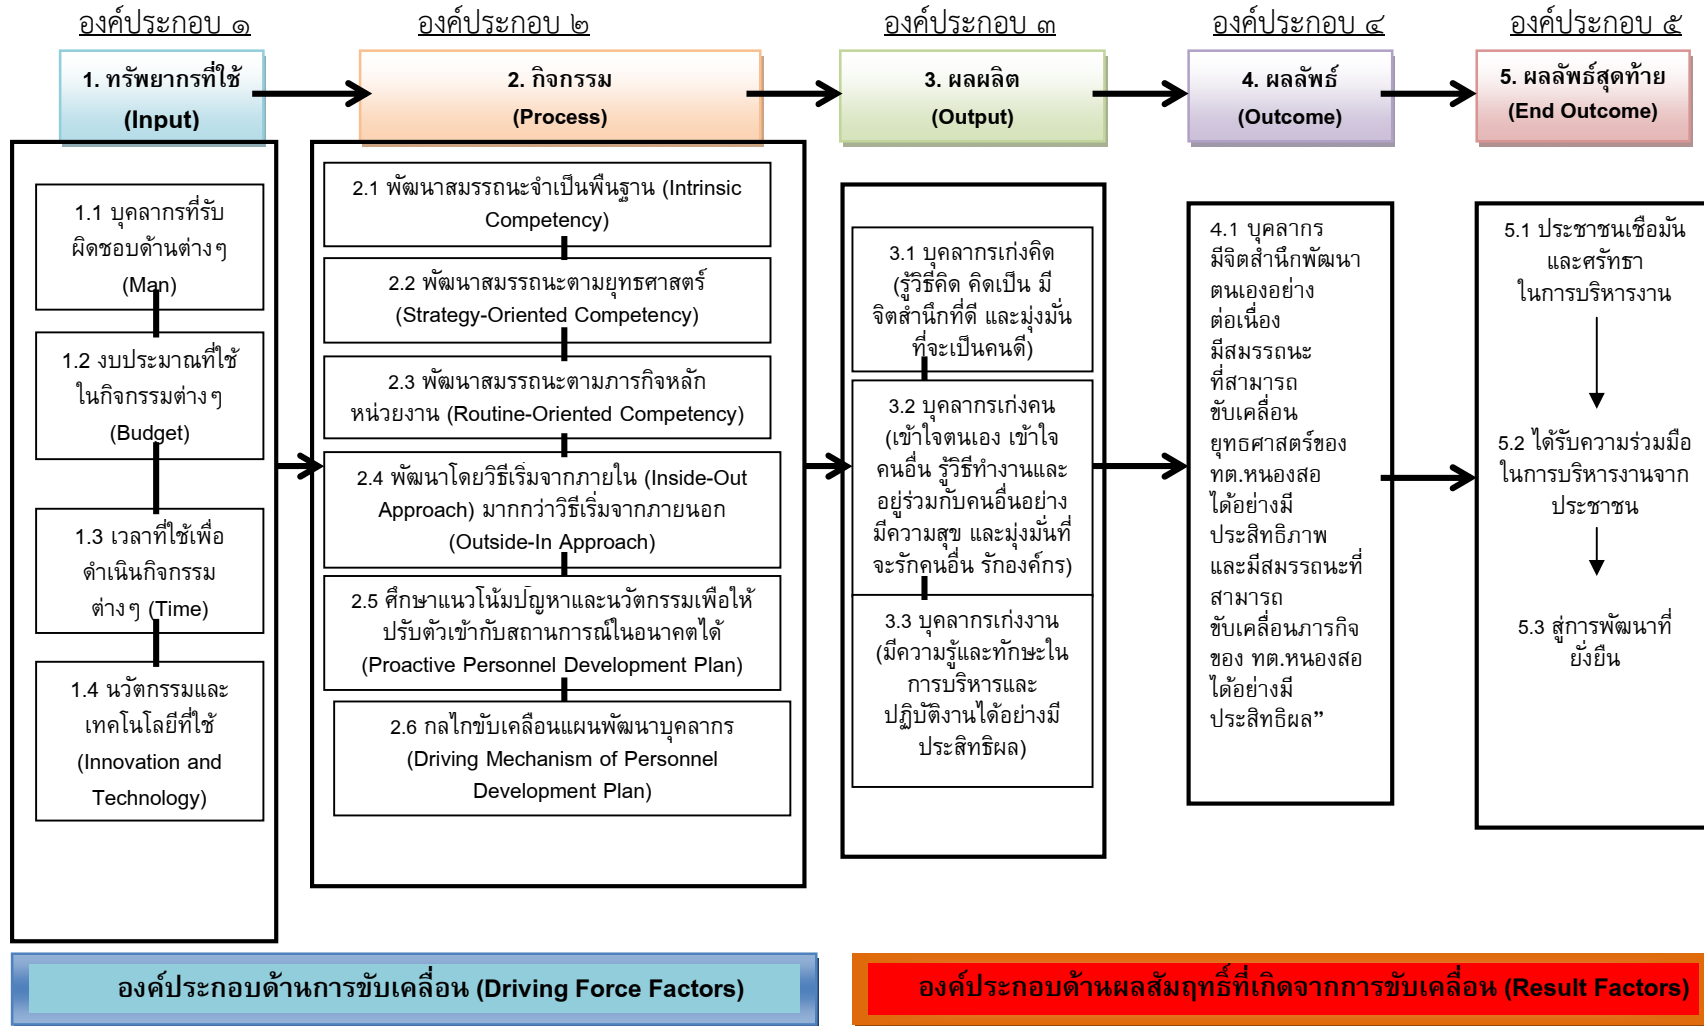 องค์ประกอบ ๑
องค์ประกอบ ๒
องค์ประกอบ ๓
องค์ประกอบ ๔
องค์ประกอบ ๕
1. ทรัพยากรที่ใช้
(Input)
2. กิจกรรม
(Process)
3. ผลผลิต
(Output)
4. ผลลัพธ์
(Outcome)
5. ผลลัพธ์สุดท้าย
(End Outcome)
1.1 บุคลากรที่รับ
ผิดชอบด้านต่างๆ
(Man)
1.2 งบประมาณที่ใช้
ในกิจกรรมต่างๆ
(Budget)
1.3 เวลาที่ใช้เพื่อ
ดำเนินกิจกรรม
ต่างๆ (Time)
1.4 นวัตกรรมและ
เทคโนโลยีที่ใช้
(Innovation and
Technology)
2.1 พัฒนาสมรรถนะจำเป็นพื้นฐาน (Intrinsic
Competency)
2.2 พัฒนาสมรรถนะตามยุทธศาสตร์
(Strategy-Oriented Competency)
2.3 พัฒนาสมรรถนะตามภารกิจหลัก
หน่วยงาน (Routine-Oriented Competency)
2.4 พัฒนาโดยวิธีเริ่มจากภายใน (Inside-Out
Approach) มากกว่าวิธีเริ่มจากภายนอก
(Outside-In Approach)
2.5 ศึกษาแนวโน้มปัญหาและนวัตกรรมเพื่อให้
ปรับตัวเข้ากับสถานการณ์ในอนาคตได้
(Proactive Personnel Development Plan)
2.6 กลไกขับเคลื่อนแผนพัฒนาบุคลากร
(Driving Mechanism of Personnel
Development Plan)
3.1 บุคลากรเก่งคิด
(รู้วิธีคิด คิดเป็น มี
จิตสำนึกที่ดี และมุ่งมั่น
ที่จะเป็นคนดี)
3.2 บุคลากรเก่งคน
(เข้าใจตนเอง เข้าใจ
คนอื่น รู้วิธีทำงานและ
อยู่ร่วมกับคนอื่นอย่าง
มีความสุข และมุ่งมั่นที่
จะรักคนอื่น รักองค์กร)
3.3 บุคลากรเก่งงาน
(มีความรู้และทักษะใน
การบริหารและ
ปฏิบัติงานได้อย่างมี
ประสิทธิผล)
4.1 บุคลากร
มีจิตสำนึกพัฒนา
ตนเองอย่าง
ต่อเนื่อง
มีสมรรถนะ
ที่สามารถ
ขับเคลื่อน
ยุทธศาสตร์ของ
ทต.หนองสอ
ได้อย่างมี
ประสิทธิภาพ
และมีสมรรถนะที่
สามารถ
ขับเคลื่อนภารกิจ
ของ ทต.หนองสอ
ได้อย่างมี
ประสิทธิผล”
5.1 ประชาชนเชื่อมั่น
และศรัทธา
ในการบริหารงาน
5.2 ได้รับความร่วมมือ
ในการบริหารงานจาก
ประชาชน
5.3 สู่การพัฒนาที่
ยั่งยืน
องค์ประกอบด้านการขับเคลื่อน (Driving Force Factors)
องค์ประกอบด้านผลสัมฤทธิ์ที่เกิดจากการขับเคลื่อน (Result Factors)